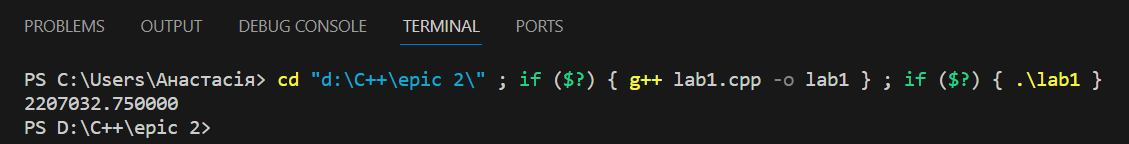 PROBLEMS OUTPUT DEBUG CONSOLE TERMINAL PORTS
PS C:\Users\Анастасія> cd "d:\C++\epic 2\" ; if ($?) { g++ lab1.cpp -o lab1 } ; if ($?) { .\lab1 }
2207032.750000
PS D:\C++\epic 2>